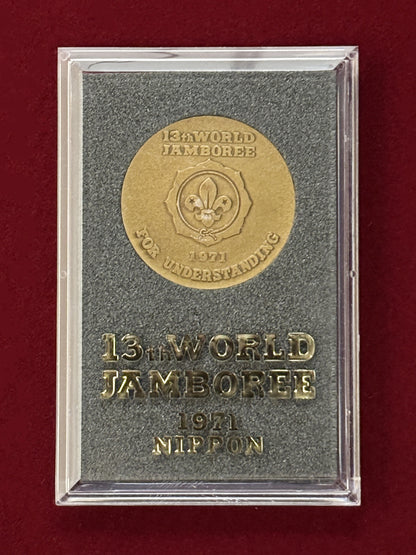 13th WORLD
JAMBOREE
1971
FOR UNDERSTANDING
13th WORLD
JAMBOREE
1971
NIPPON